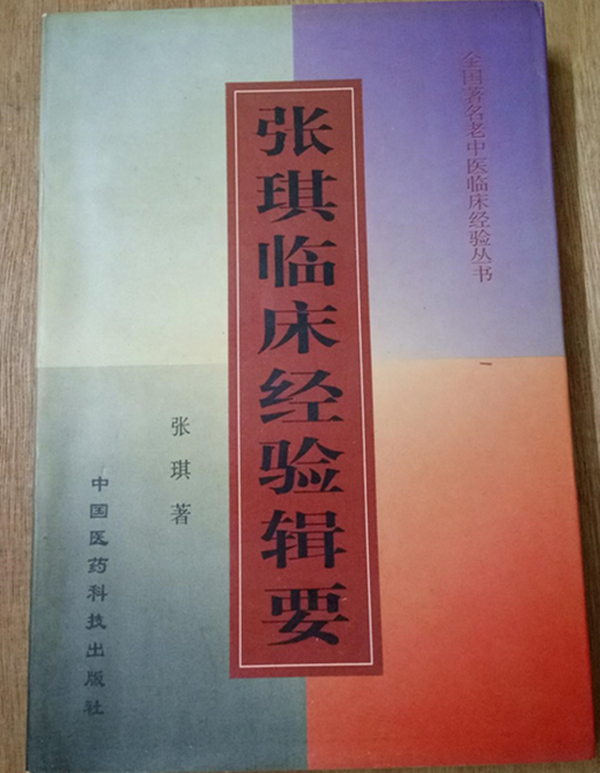 全国著名老中医临床经验丛书
张琪临床经验辑要
张琪著
中国医药科技出版社